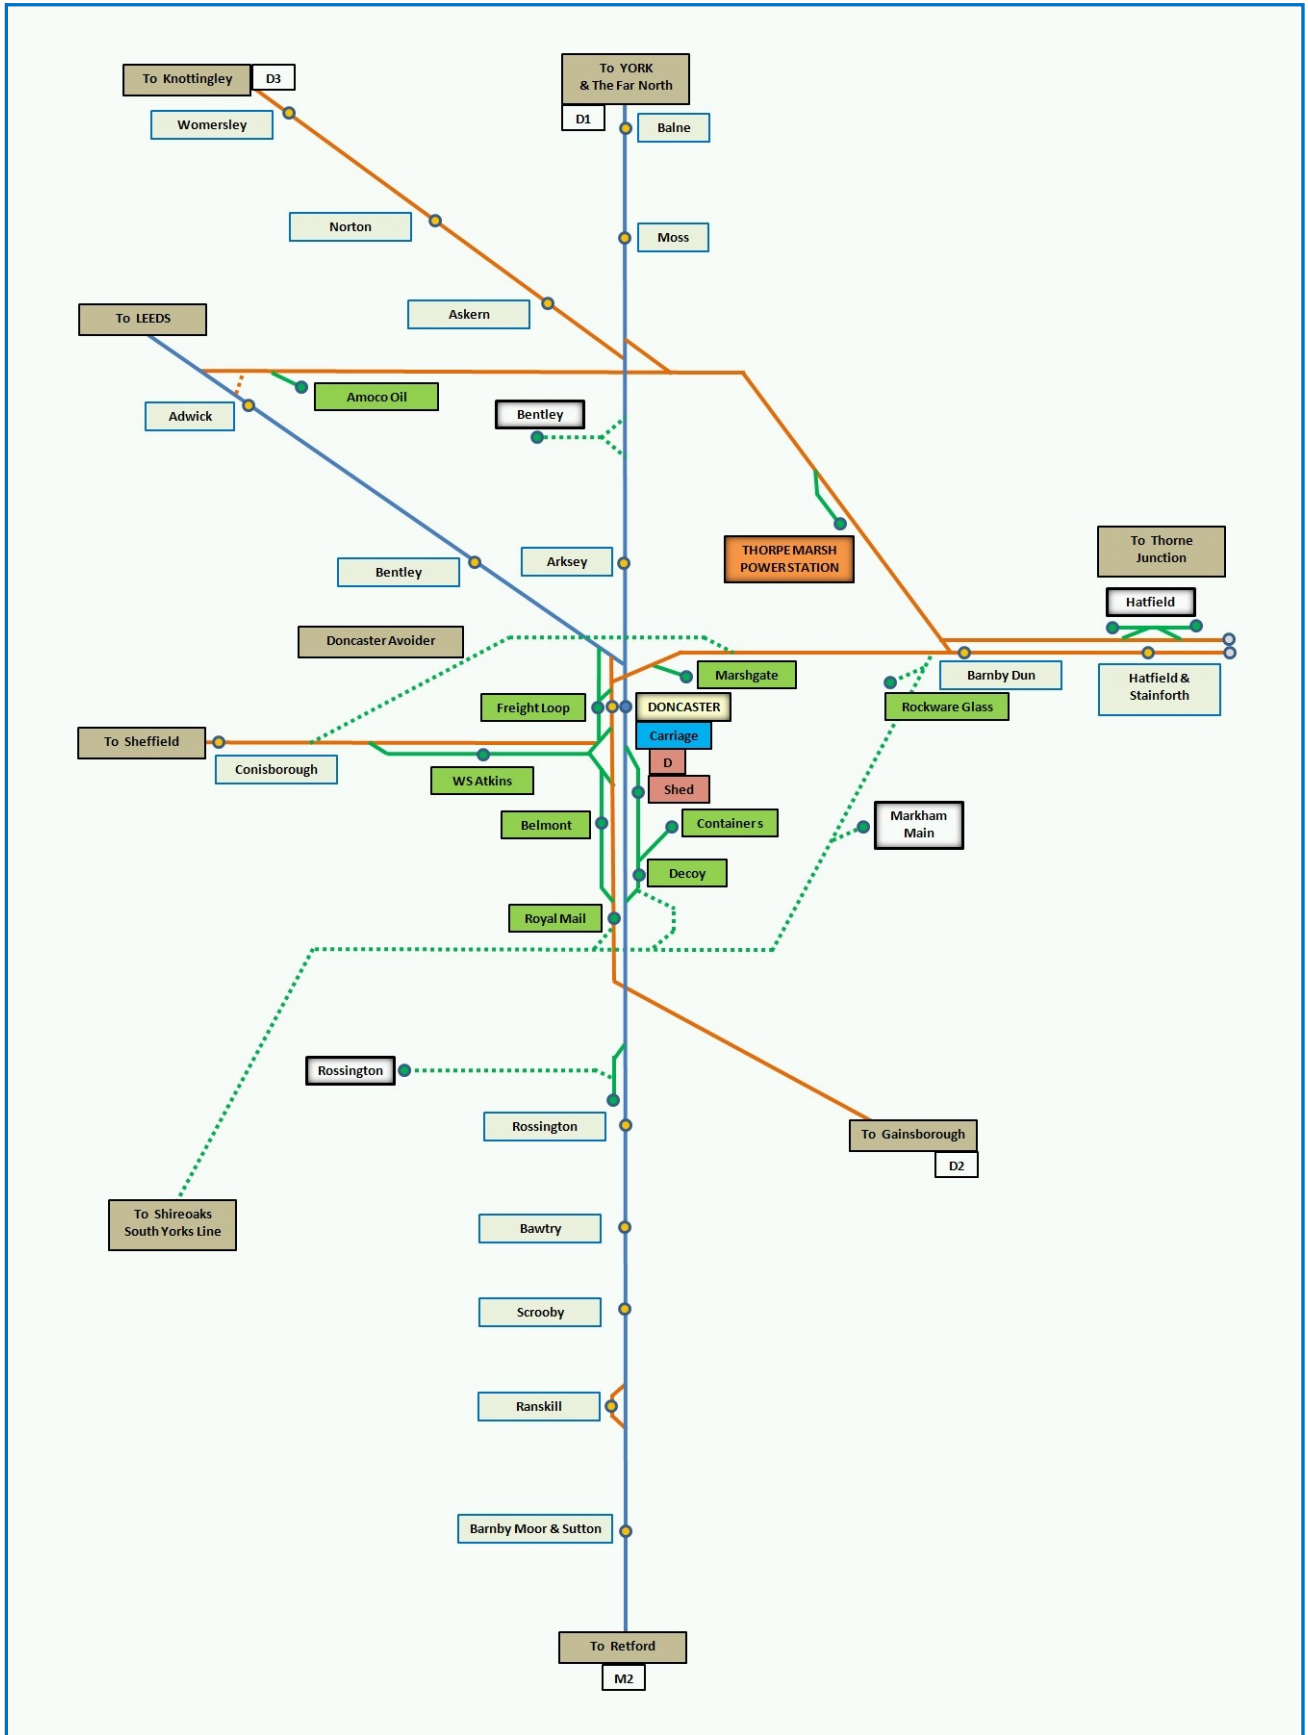 To Knottingley
D3
To YORK
& The Far North
D1
Womersley
Balne
Norton
Moss
Askern
To LEEDS
Amoco Oil
Adwick
Bentley
Bentley
Arksey
THORPE MARSH
POWER STATION
To Thorne
Junction
Hatfield
Doncaster Avoider
Marshgate
Barnby Dun
Hatfield &
Stainforth
Freight Loop
DONCASTER
Rockware Glass
Carriage
To Sheffield
D
Conisborough
WS Atkins
Shed
Belmont
Containers
Markham
Main
Decoy
Royal Mail
Rossington
Rossington
To Gainsborough
D2
To Shireoaks
South Yorks Line
Bawtry
Scrooby
Ranskill
Barnby Moor & Sutton
To Retford
M2